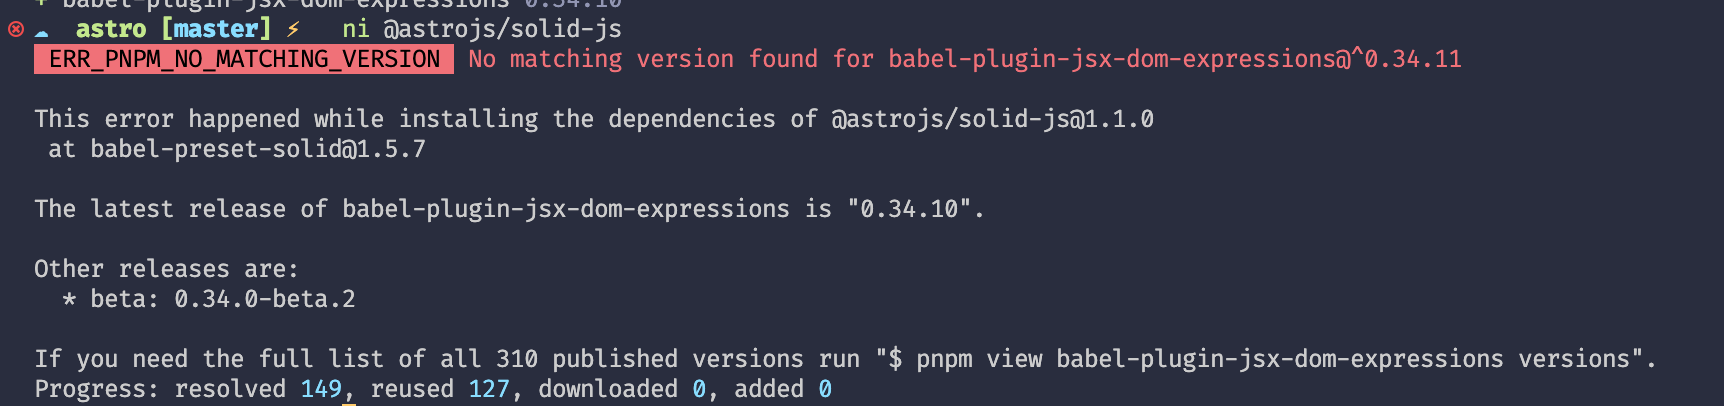 + babel-plugin-jsx-dom-expressions 0.34.10
astro [master] ⚡ ni @astrojs/solid-js
ERR_PNPM_NO_MATCHING_VERSION  No matching version found for babel-plugin-jsx-dom-expressions@^0.34.11
This error happened while installing the dependencies of @astrojs/solid-js@1.1.0
at babel-preset-solid@1.5.7
The latest release of babel-plugin-jsx-dom-expressions is "0.34.10".
Other releases are:
* beta: 0.34.0-beta.2
If you need the full list of all 310 published versions run "$ pnpm view babel-plugin-jsx-dom-expressions versions".
Progress: resolved 149, reused 127, downloaded 0, added 0